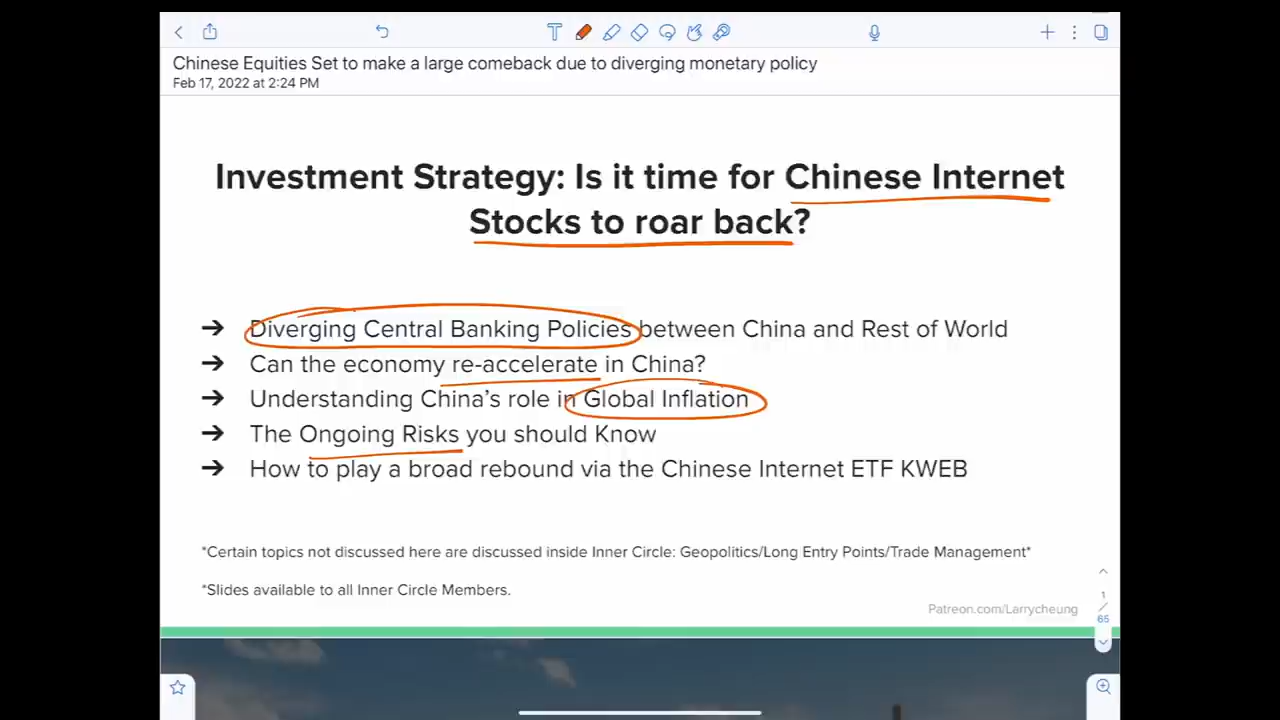 Chinese Equities Set to make a large comeback due to diverging monetary policy
Feb 17, 2022 at 2:24 PM
Investment Strategy: Is it time for Chinese Internet
Stocks to roar back?
➔ Diverging Central Banking Policies between China and Rest of World
➔ Can the economy re-accelerate in China?
➔ Understanding China's role in Global Inflation
➔ The Ongoing Risks you should Know
➔ How to play a broad rebound via the Chinese Internet ETF KWEB
*Certain topics not discussed here are discussed inside Inner Circle: Geopolitics/Long Entry Points/Trade Management*
*Slides available to all Inner Circle Members.
Patreon.com/Larrycheung
1
/
65